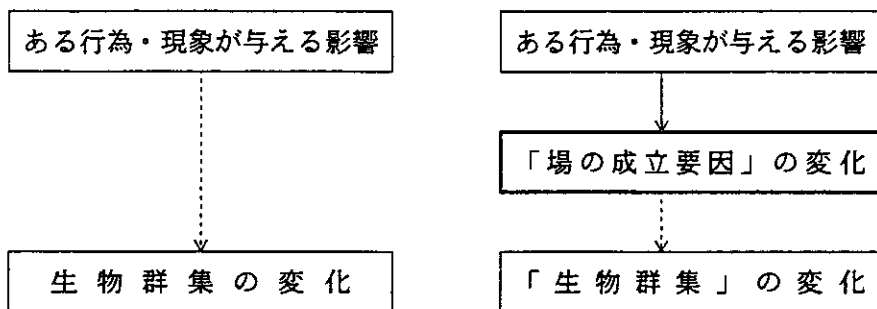 ある行為・現象が与える影響
生物群集の変化
ある行為・現象が与える影響
「場の成立要因」の変化
「生物群集」の変化